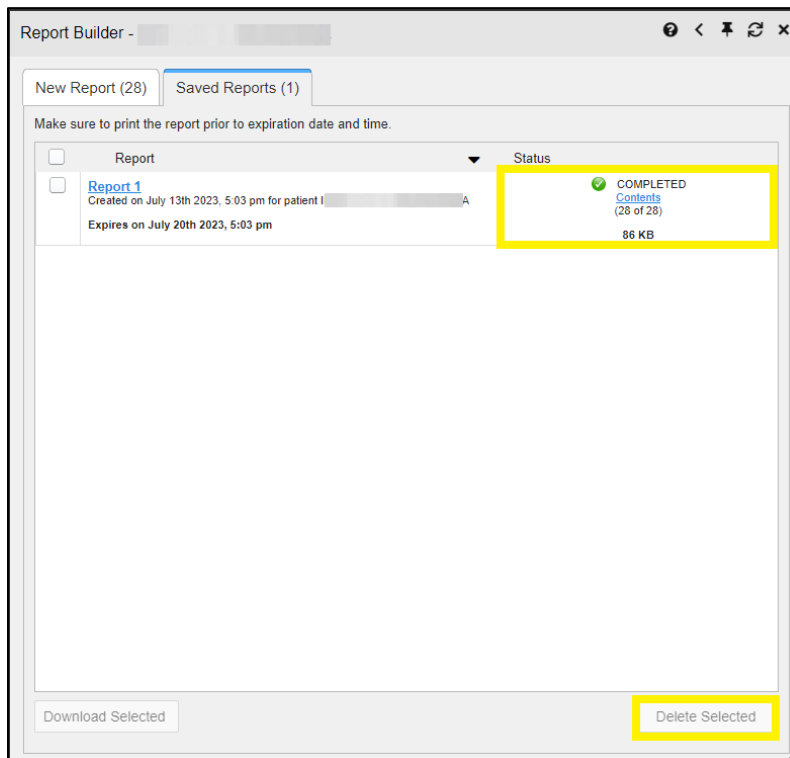 Report Builder -
New Report (28) Saved Reports (1)
Make sure to print the report prior to expiration date and time.
Report Status
Report 1
Created on July 13th 2023, 5:03 pm for patient I A
Expires on July 20th 2023, 5:03 pm
COMPLETED
Contents
(28 of 28)
86 KB
Download Selected Delete Selected